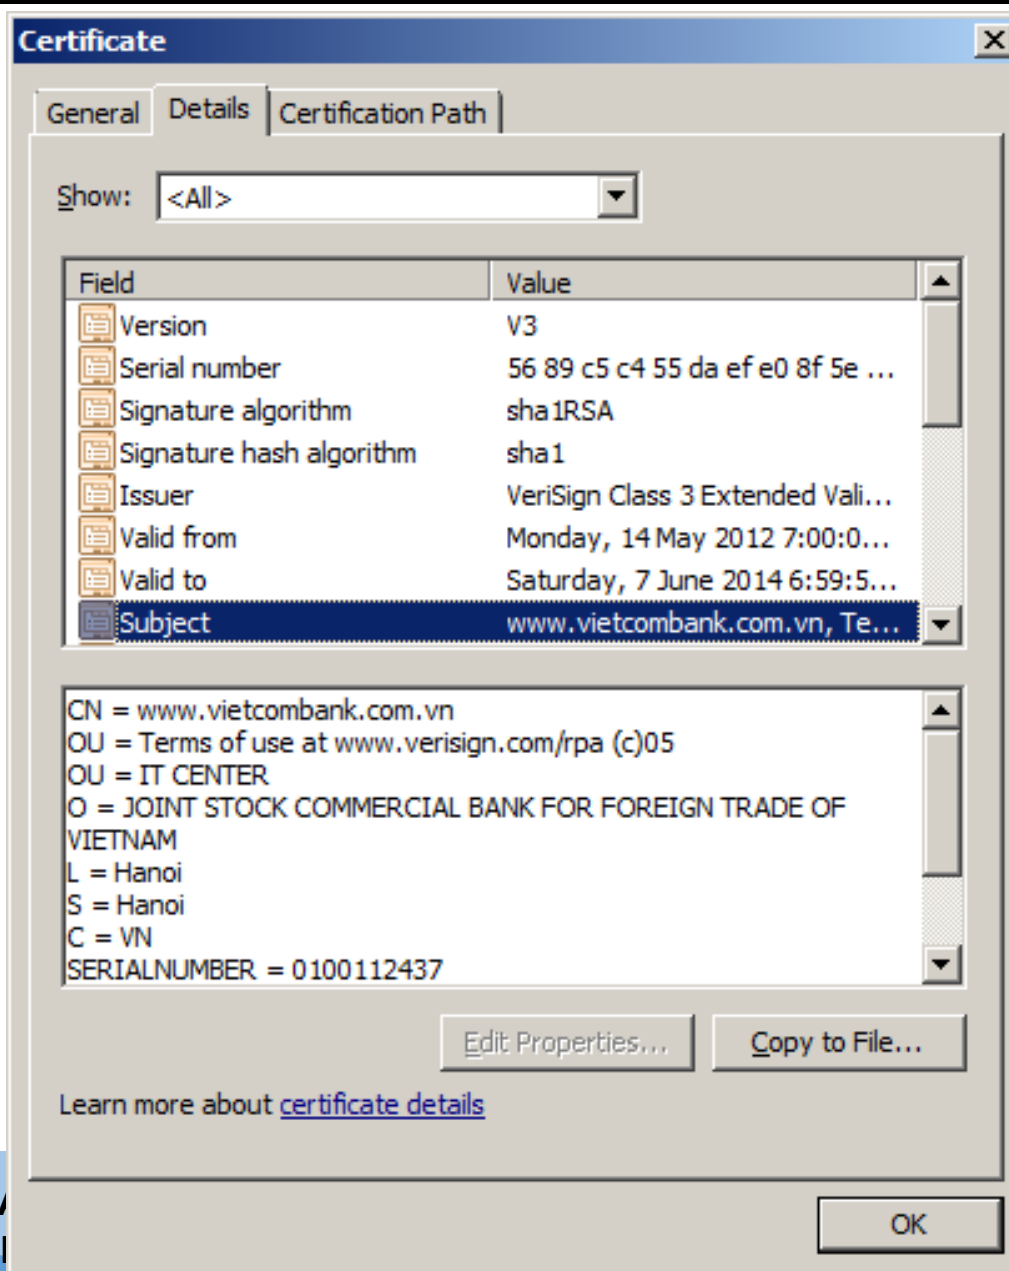 Certificate
General Details Certification Path
Show: <All>
Field Value
Version V3
Serial number 56 89 c5 c4 55 da ef e0 8f 5e ...
Signature algorithm sha1RSA
Signature hash algorithm sha1
Issuer VeriSign Class 3 Extended Vali...
Valid from Monday, 14 May 2012 7:00:0...
Valid to Saturday, 7 June 2014 6:59:5...
Subject www.vietcombank.com.vn, Te...
CN = www.vietcombank.com.vn
OU = Terms of use at www.verisign.com/rpa (c)05
OU = IT CENTER
O = JOINT STOCK COMMERCIAL BANK FOR FOREIGN TRADE OF
VIETNAM
L = Hanoi
S = Hanoi
C = VN
SERIALNUMBER = 0100112437
Edit Properties... Copy to File...
Learn more about certificate details
OK